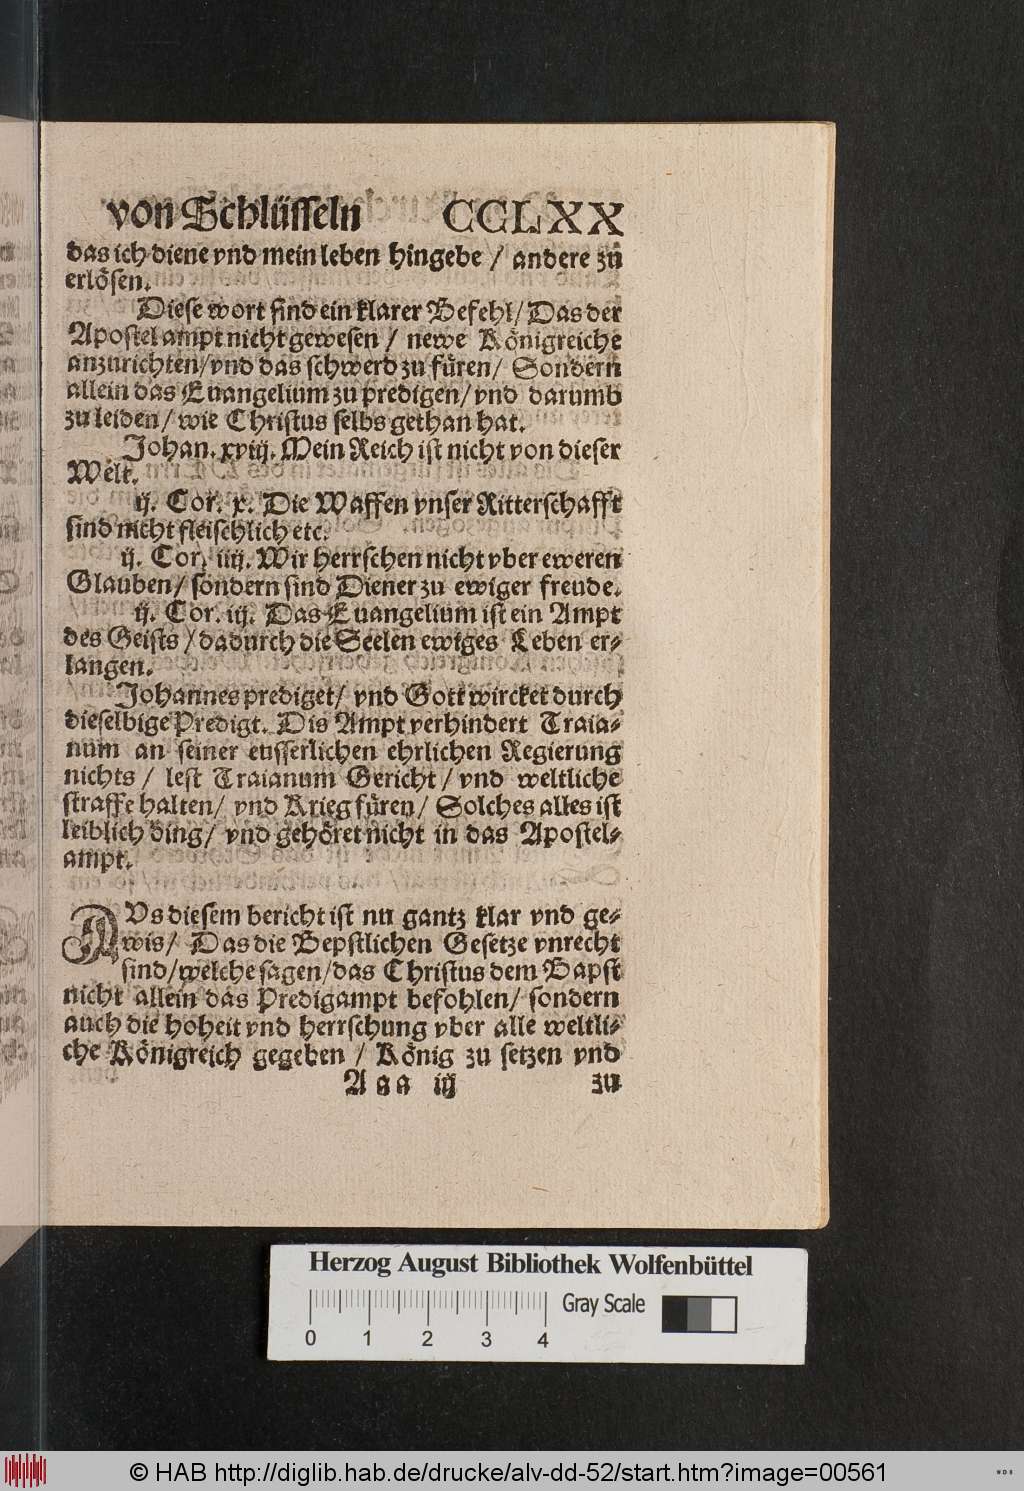 von Schlüsseln CCLXX
das ich diene vnd mein leben hingebe / andere zů
erlösen.
Diese wort sind ein klarer Befehl / Das der
Apostel ampt nicht gewesen / newe Königreiche
anzurichten / vnd das schwerd zu füren / Sondern
allein das Euangelium zu predigen / vnd darumb
zu leiden / wie Christus selbs gethan hat.
Johan. xviij. Mein Reich ist nicht von dieser
Welt.
ij. Cor. x. Die Waffen vnser Ritterschafft
sind nicht fleischlich etc.
ij. Cor. iiij. Wir herrschen nicht vber eweren
Glauben / sondern sind Diener zu ewiger freude.
ij. Cor. iij. Das Euangelium ist ein Ampt
des Geists / dadurch die Seelen ewiges Leben er-
langen.
Johannes prediget / vnd Gott wircket durch
dieselbige Predigt. Dis Ampt verhindert Traia-
num an seiner eusserlichen ehrlichen Regierung
nichts / lest Traianum Gericht / vnd weltliche
straffe halten / vnd Krieg füren / Solches alles ist
leiblich ding / vnd gehöret nicht in das Apostel-
ampt.
AVs diesem bericht ist nu gantz klar vnd ge-
wis / Das die Bepstlichen Gesetze vnrecht
sind / welche sagen / das Christus dem Bapst
nicht allein das Predigampt befohlen / sondern
auch die hoheit vnd herrschung vber alle weltli-
che Königreich gegeben / König zu setzen vnd
Aaa iij zu
Herzog August Bibliothek Wolfenbüttel
0 1 2 3 4 Gray Scale
© HAB http://diglib.hab.de/drucke/alv-dd-52/start.htm?image=00561